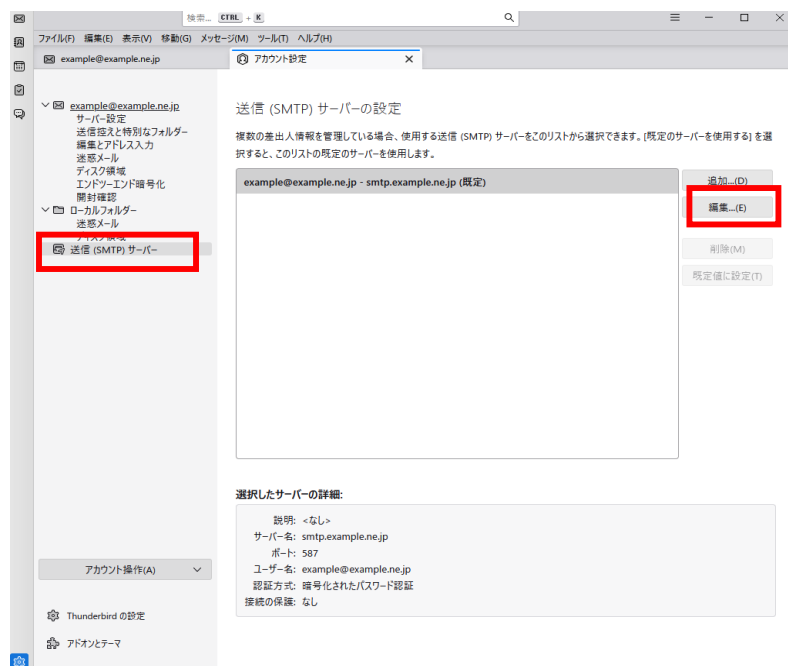 検索... CTRL + K
ファイル(F) 編集(E) 表示(V) 移動(G) メッセージ(M) ツール(T) ヘルプ(H)
example@example.ne.jp
アカウント設定
example@example.ne.jp
サーバー設定
送信控えと特別なフォルダー
編集とアドレス入力
迷惑メール
ディスク領域
エンドツーエンド暗号化
開封確認
ローカルフォルダー
迷惑メール
ディスク領域
送信 (SMTP) サーバー
アカウント操作(A)
Thunderbird の設定
アドオンとテーマ
送信 (SMTP) サーバーの設定
複数の差出人情報を管理している場合、使用する送信 (SMTP) サーバーをこのリストから選択できます。[既定のサーバーを使用する] を選
択すると、このリストの既定のサーバーを使用します。
example@example.ne.jp - smtp.example.ne.jp (既定)
追加...(D)
編集...(E)
削除(M)
既定値に設定(T)
選択したサーバーの詳細:
説明: <なし>
サーバー名: smtp.example.ne.jp
ポート: 587
ユーザー名: example@example.ne.jp
認証方式: 暗号化されたパスワード認証
接続の保護: なし